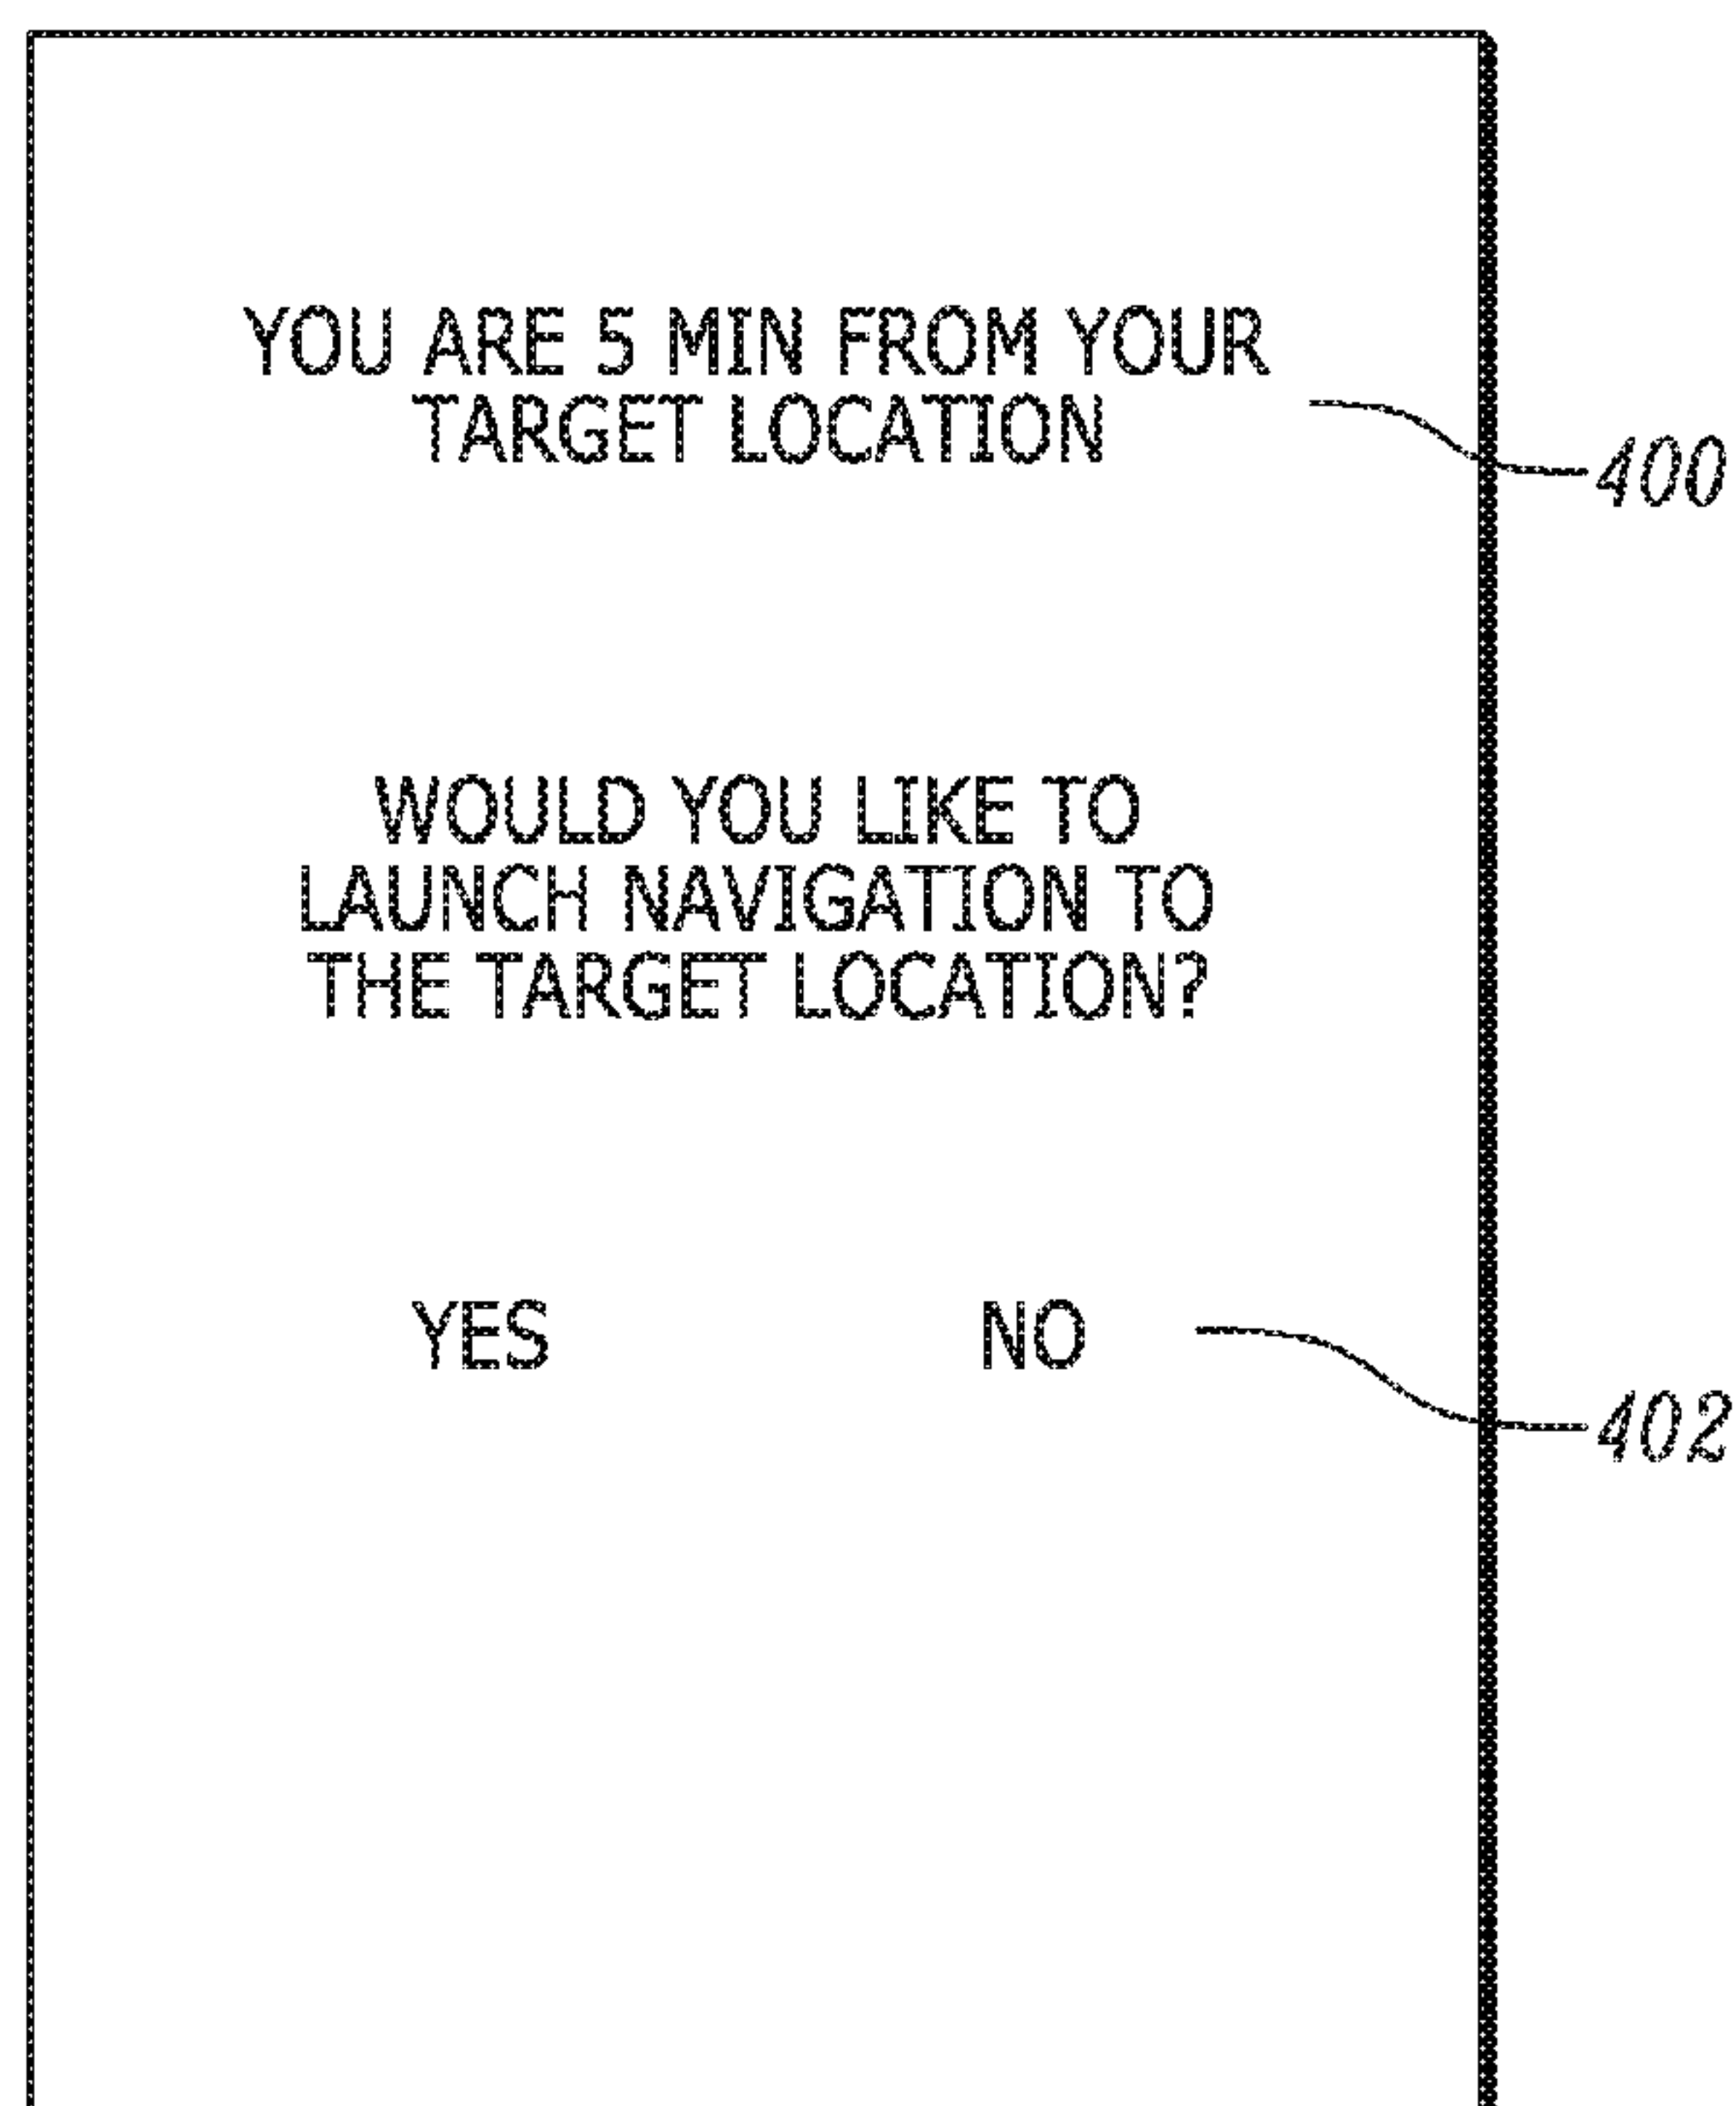 YOU ARE 5 MIN FROM YOUR
TARGET LOCATION
400
WOULD YOU LIKE TO
LAUNCH NAVIGATION TO
THE TARGET LOCATION?
YES NO
402